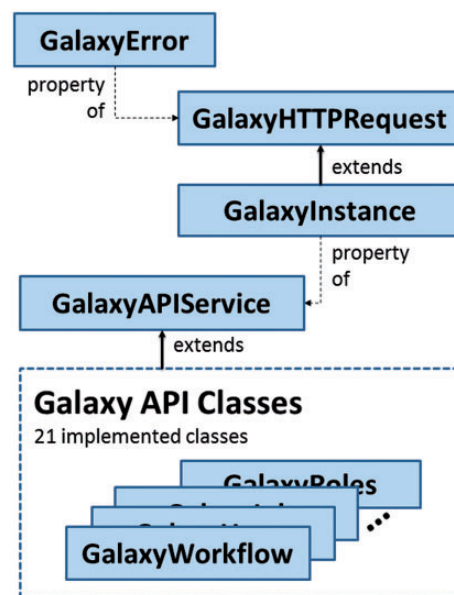 GalaxyError
property
of
GalaxyHTTPRequest
extends
GalaxyInstance
property
of
GalaxyAPIService
extends
Galaxy API Classes
21 implemented classes
GalaxyRoles
GalaxyWorkflow